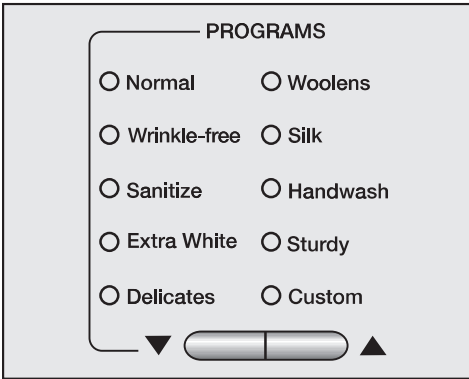 PROGRAMS
Normal
Wrinkle-free
Sanitize
Extra White
Delicates
Woolens
Silk
Handwash
Sturdy
Custom